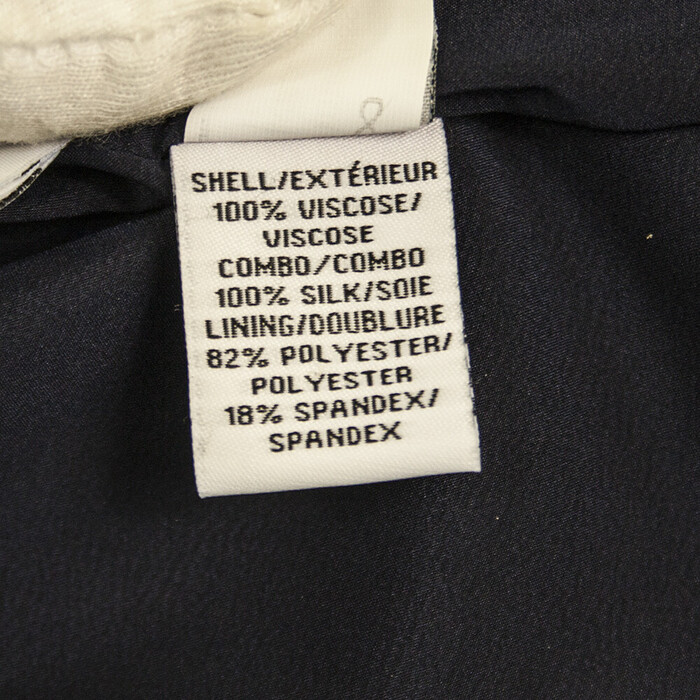 SHELL/EXTÉRIEUR
100% VISCOSE/
VISCOSE
COMBO/COMBO
100% SILK/SOIE
LINING/DOUBLURE
82% POLYESTER/
POLYESTER
18% SPANDEX/
SPANDEX